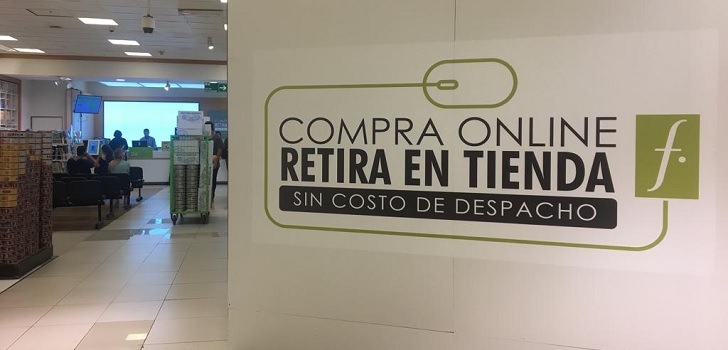 COMPRA ONLINE
RETIRA EN TIENDA
SIN COSTO DE DESPACHO
f.